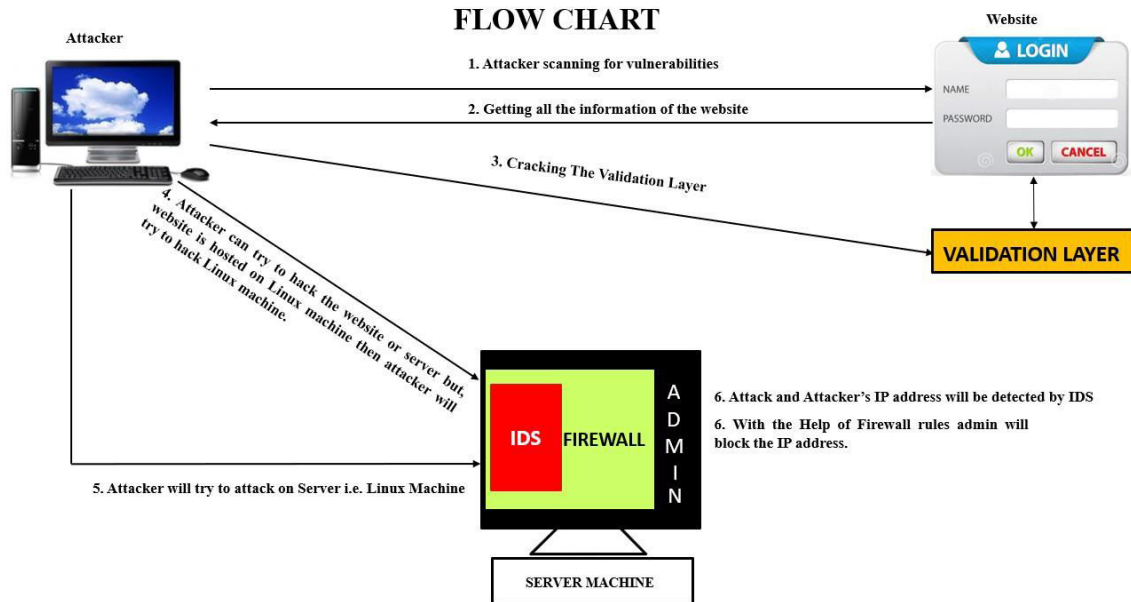 FLOW CHART
Attacker
Website
LOGIN
NAME
PASSWORD
OK
CANCEL
1. Attacker scanning for vulnerabilities
2. Getting all the information of the website
3. Cracking The Validation Layer
VALIDATION LAYER
4. Attacker can try to hack the website or server but,
website is hosted on Linux machine then attacker will
try to hack Linux machine.
IDS
FIREWALL
ADMIN
6. Attack and Attacker’s IP address will be detected by IDS
6. With the Help of Firewall rules admin will
block the IP address.
5. Attacker will try to attack on Server i.e. Linux Machine
SERVER MACHINE